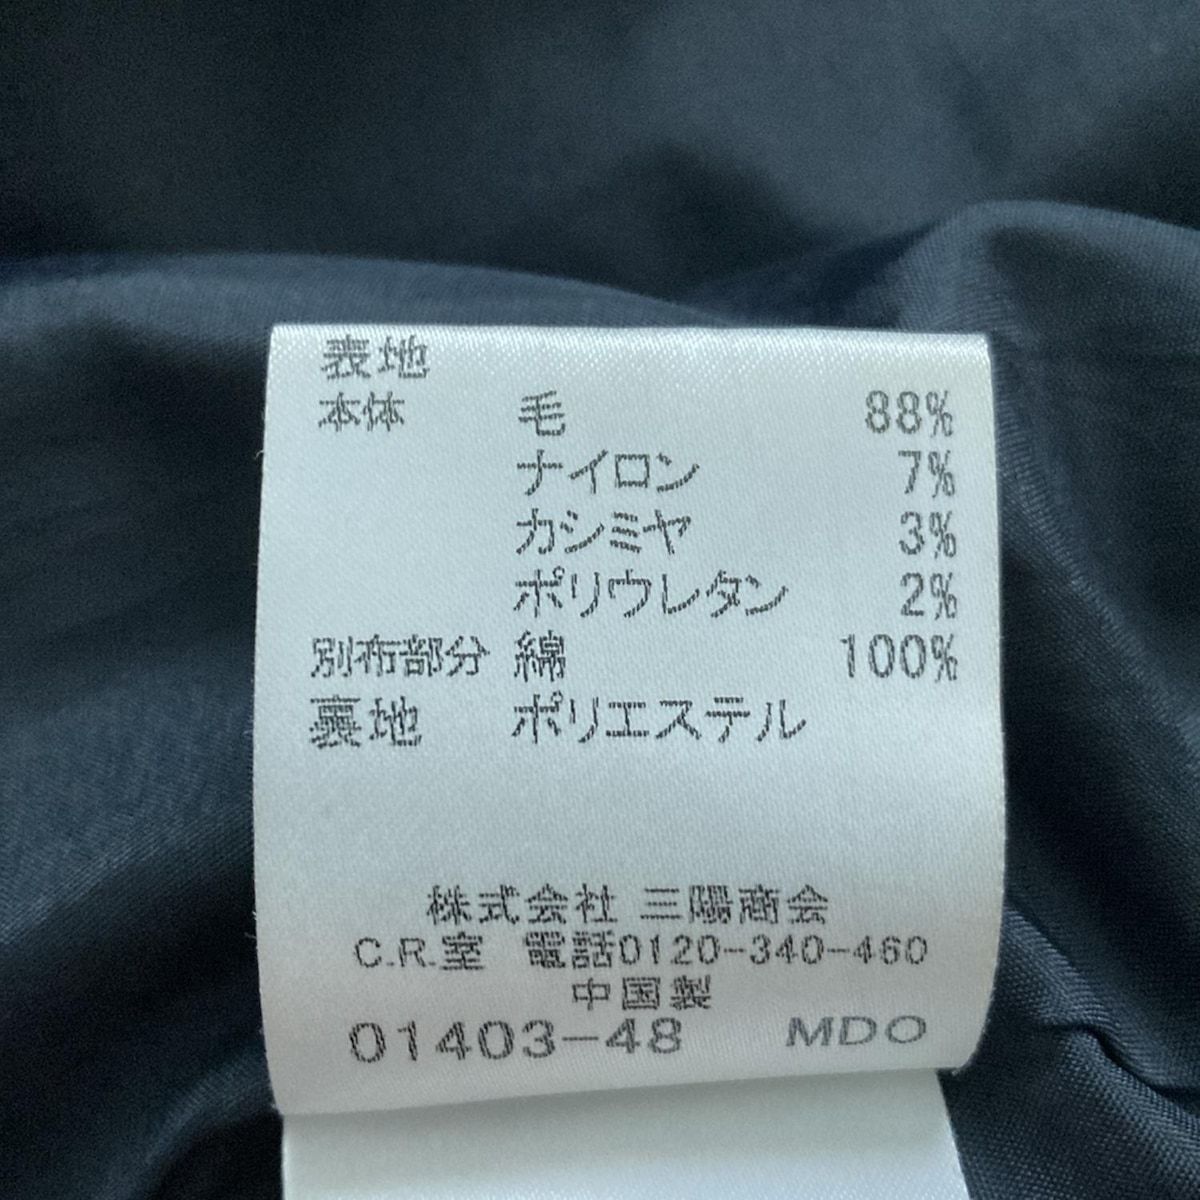 表地
本体 毛 88%
ナイロン 7%
カシミヤ 3%
ポリウレタン 2%
別布部分 綿 100%
裏地 ポリエステル
株式会社 三陽商会
C.R.室 電話0120-340-460
中国製
01403-48 MDO